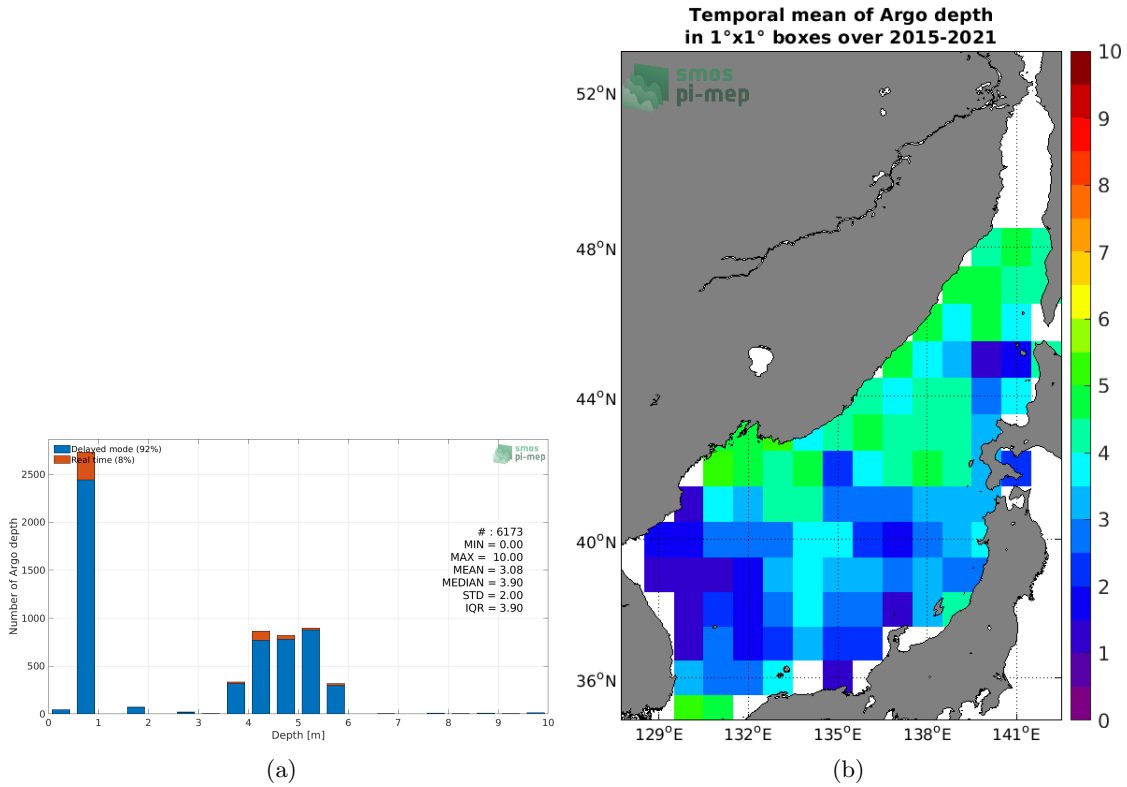 Temporal mean of Argo depth
in 1°x1° boxes over 2015-2021
smos
pi-mep
52°N
48°N
44°N
40°N
36°N
129°E
132°E
135°E
138°E
141°E
10
9
8
7
6
5
4
3
2
1
0
Delayed mode (92%)
Real time (8%)
smos
pi-mep
# : 6173
MIN = 0.00
MAX = 10.00
MEAN = 3.08
MEDIAN = 3.90
STD = 2.00
IQR = 3.90
Number of Argo depth
2500
2000
1500
1000
500
0
0 1 2 3 4 5 6 7 8 9 10
Depth [m]
(a)
(b)